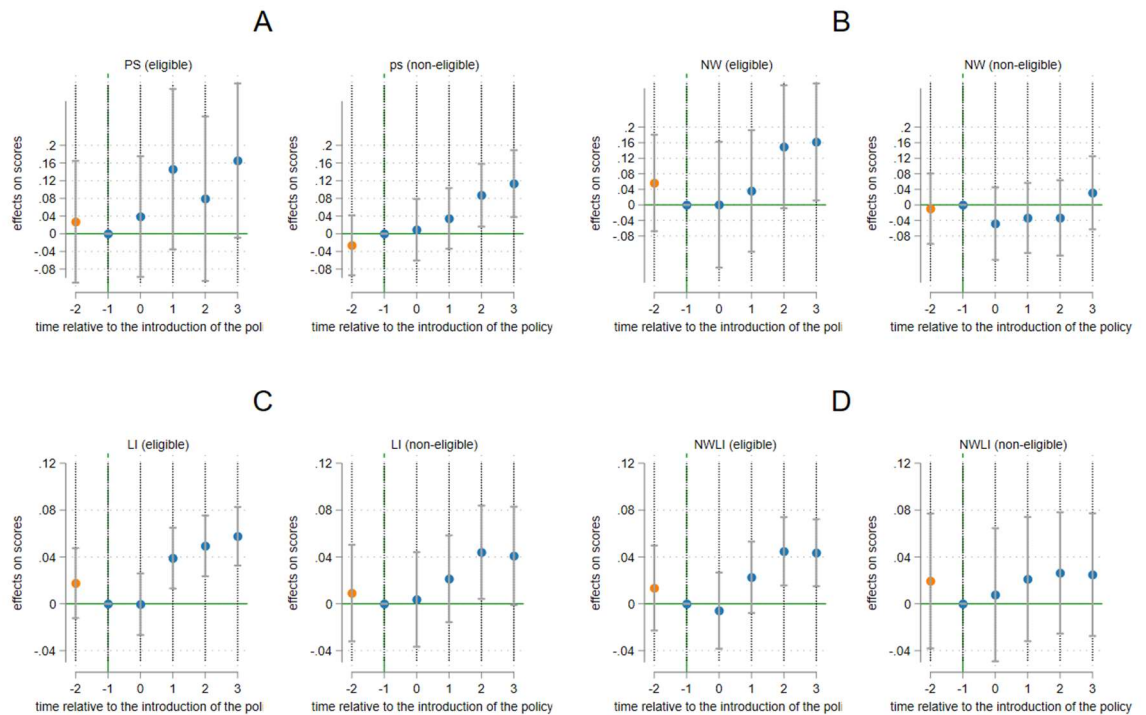 A
B
PS (eligible)
ps (non-eligible)
NW (eligible)
NW (non-eligible)
effects on scores
.2
.16
.12
.08
.04
0
-.04
-.08
-2 -1 0 1 2 3
time relative to the introduction of the poli
effects on scores
.2
.16
.12
.08
.04
0
-.04
-.08
-2 -1 0 1 2 3
time relative to the introduction of the policy
effects on scores
.2
.16
.12
.08
.04
0
-.04
-.08
-2 -1 0 1 2 3
time relative to the introduction of the poli
effects on scores
.2
.16
.12
.08
.04
0
-.04
-.08
-2 -1 0 1 2 3
time relative to the introduction of the policy
C
D
LI (eligible)
LI (non-eligible)
NWLI (eligible)
NWLI (non-eligible)
effects on scores
.12
.08
.04
0
-.04
-2 -1 0 1 2 3
time relative to the introduction of the poli
effects on scores
.12
.08
.04
0
-.04
-2 -1 0 1 2 3
time relative to the introduction of the policy
effects on scores
.12
.08
.04
0
-.04
-2 -1 0 1 2 3
time relative to the introduction of the poli
effects on scores
.12
.08
.04
0
-.04
-2 -1 0 1 2 3
time relative to the introduction of the policy